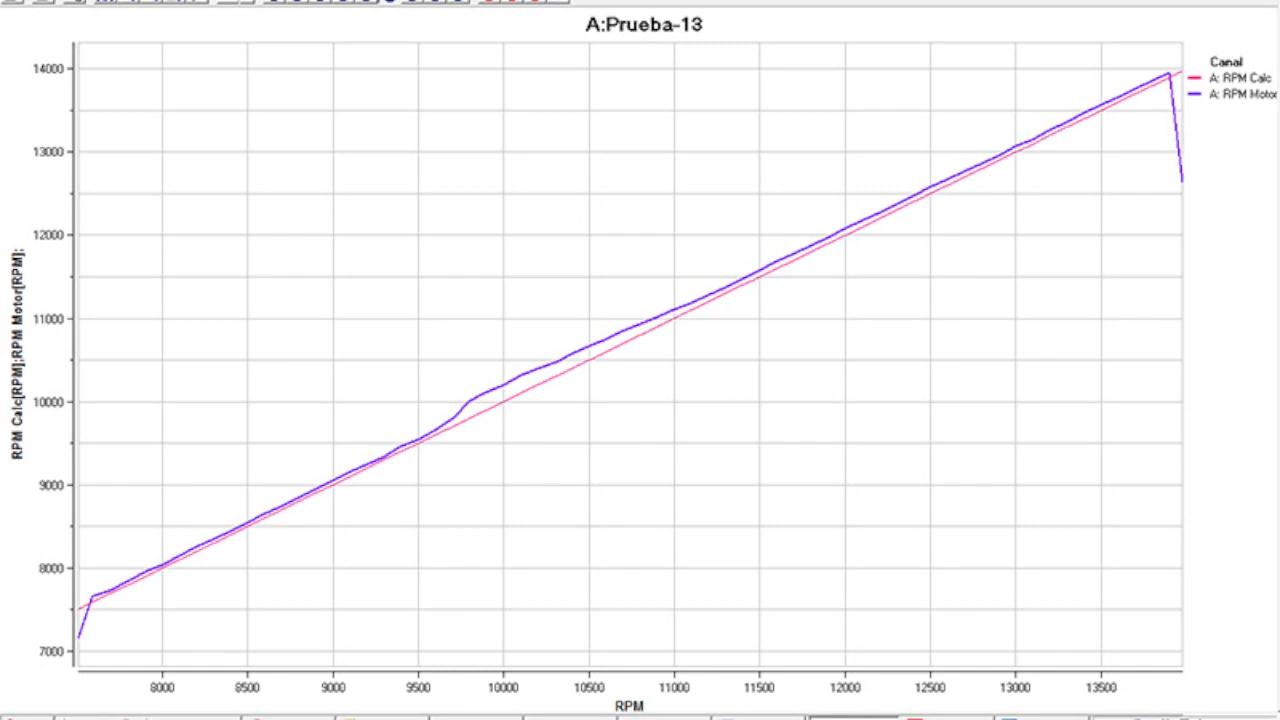 A:Prueba-13
Canal
A: RPM Calc
A: RPM Motor
RPM Calc[RPM];RPM Motor[RPM];
14000
13000
12000
11000
10000
9000
8000
7000
8000 8500 9000 9500 10000 10500 11000 11500 12000 12500 13000 13500
RPM